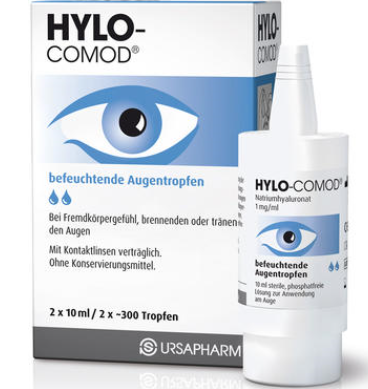 HYLO-
COMOD®
befeuchtende Augentropfen
Bei Fremdkörpergefühl, brennenden oder tränen
den Augen
Mit Kontaktlinsen verträglich.
Ohne Konservierungsmittel.
2 x 10 ml / 2 x ~300 Tropfen
URSAPHARM
HYLO-COMOD®
Natriumhyaluronat
1 mg/ml
befeuchtende
Augentropfen
10 ml sterile, phosphatfreie
Lösung zur Anwendung
am Auge